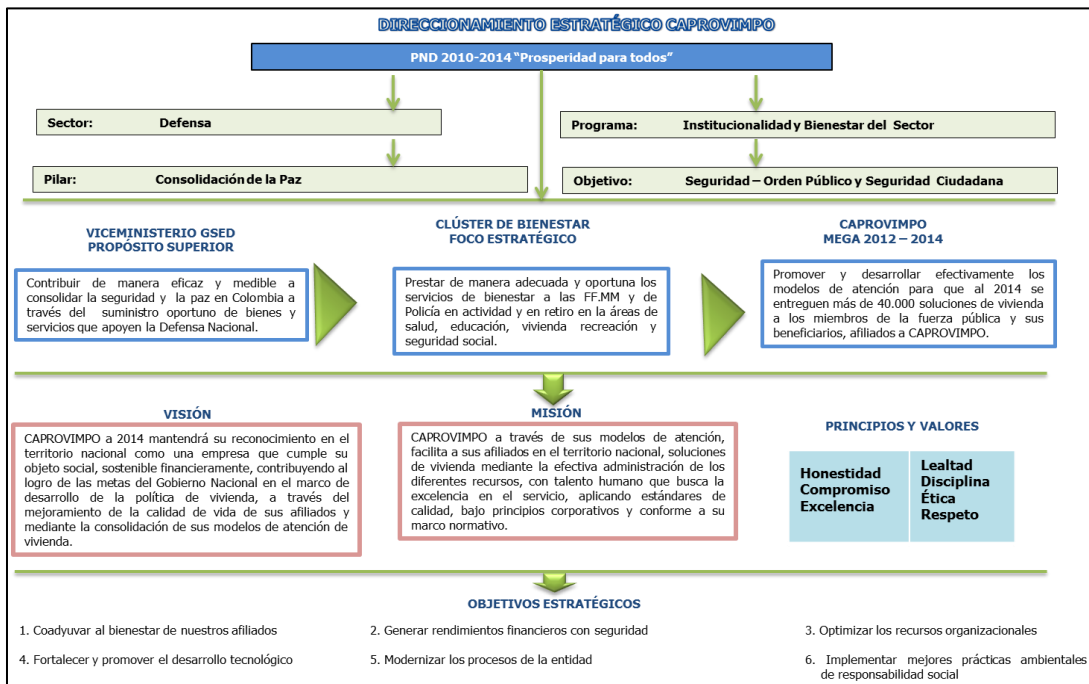 DIRECCIONAMIENTO ESTRATÉGICO CAPROVIMPO
PND 2010-2014 “Prosperidad para todos”
Sector: Defensa
Programa: Institucionalidad y Bienestar del Sector
Pilar: Consolidación de la Paz
Objetivo: Seguridad – Orden Público y Seguridad Ciudadana
VICEMINISTERIO GSED
PROPÓSITO SUPERIOR
Contribuir de manera eficaz y medible a
consolidar la seguridad y la paz en Colombia a
través del suministro oportuno de bienes y
servicios que apoyen la Defensa Nacional.
CLÚSTER DE BIENESTAR
FOCO ESTRATÉGICO
Prestar de manera adecuada y oportuna los
servicios de bienestar a las FF.MM y de
Policía en actividad y en retiro en la áreas de
salud, educación, vivienda recreación y
seguridad social.
CAPROVIMPO
MEGA 2012 – 2014
Promover y desarrollar efectivamente los
modelos de atención para que al 2014 se
entreguen más de 40.000 soluciones de vivienda
a los miembros de la fuerza pública y sus
beneficiarios, afiliados a CAPROVIMPO.
VISIÓN
CAPROVIMPO a 2014 mantendrá su reconocimiento en el
territorio nacional como una empresa que cumple su
objeto social, sostenible financieramente, contribuyendo al
logro de las metas del Gobierno Nacional en el marco de
desarrollo de la política de vivienda, a través del
mejoramiento de la calidad de vida de sus afiliados y
mediante la consolidación de sus modelos de atención de
vivienda.
MISIÓN
CAPROVIMPO a través de sus modelos de atención,
facilita a sus afiliados en el territorio nacional, soluciones
de vivienda mediante la efectiva administración de los
diferentes recursos, con talento humano que busca la
excelencia en el servicio, aplicando estándares de
calidad, bajo principios corporativos y conforme a su
marco normativo.
PRINCIPIOS Y VALORES
Honestidad
Compromiso
Excelencia
Lealtad
Disciplina
Ética
Respeto
OBJETIVOS ESTRATÉGICOS
1. Coadyuvar al bienestar de nuestros afiliados
2. Generar rendimientos financieros con seguridad
3. Optimizar los recursos organizacionales
4. Fortalecer y promover el desarrollo tecnológico
5. Modernizar los procesos de la entidad
6. Implementar mejores prácticas ambientales
de responsabilidad social